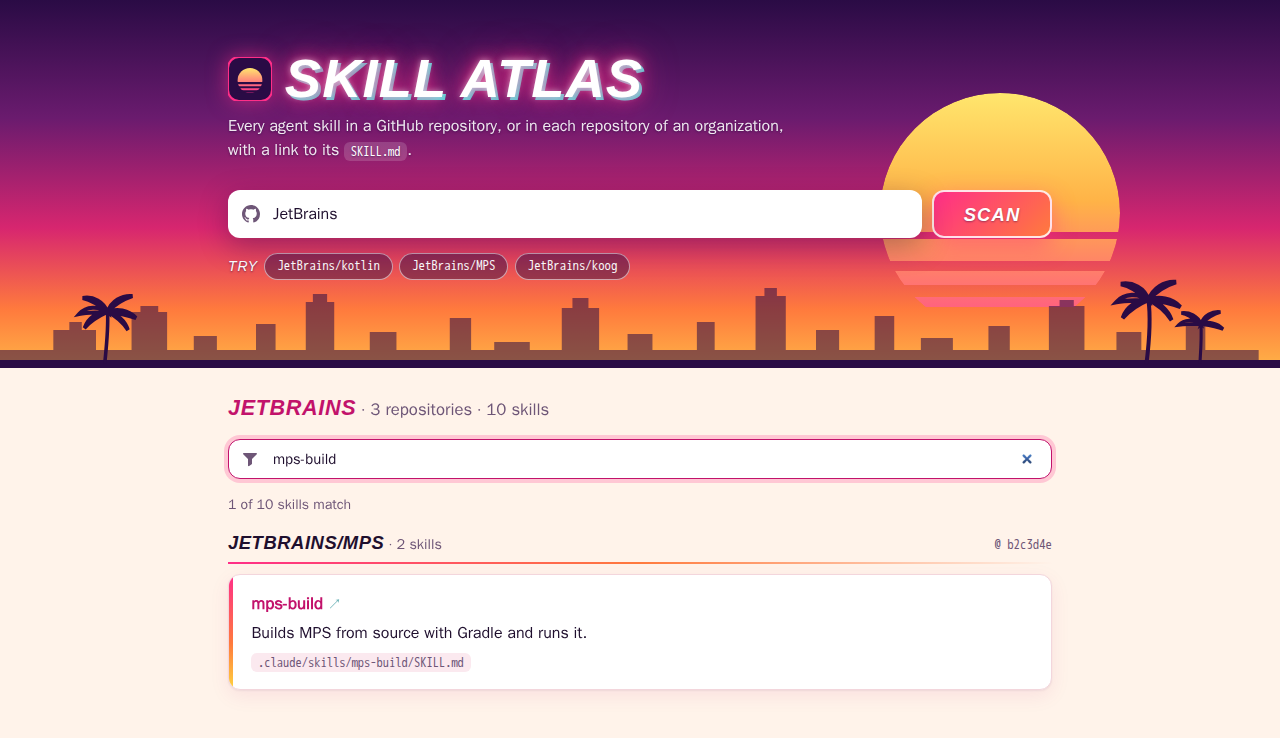 SKILL ATLAS
Every agent skill in a GitHub repository, or in each repository of an organization,
with a link to its SKILL.md.
JetBrains
SCAN
TRY JetBrains/kotlin JetBrains/MPS JetBrains/koog
JETBRAINS · 3 repositories · 10 skills
mps-build
1 of 10 skills match
JETBRAINS/MPS · 2 skills @ b2c3d4e
mps-build ↗
Builds MPS from source with Gradle and runs it.
.claude/skills/mps-build/SKILL.md